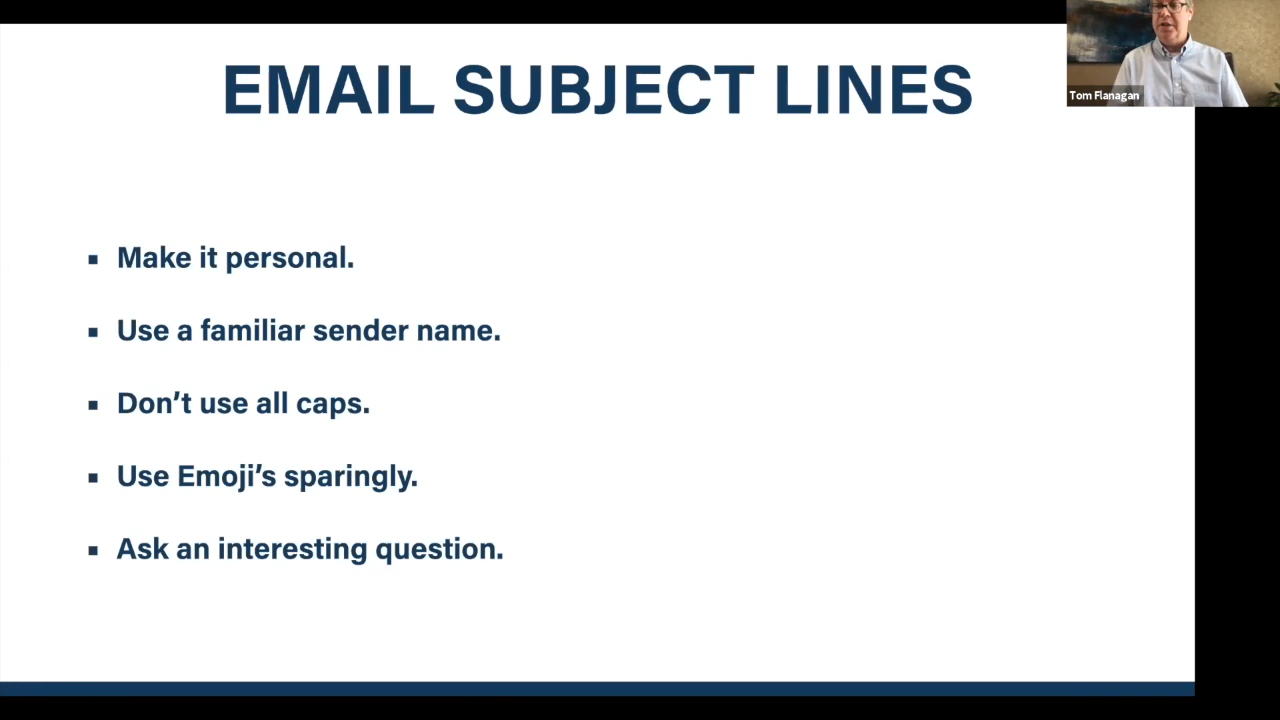 EMAIL SUBJECT LINES
Tom Flanagan
▪ Make it personal.
▪ Use a familiar sender name.
▪ Don’t use all caps.
▪ Use Emoji’s sparingly.
▪ Ask an interesting question.